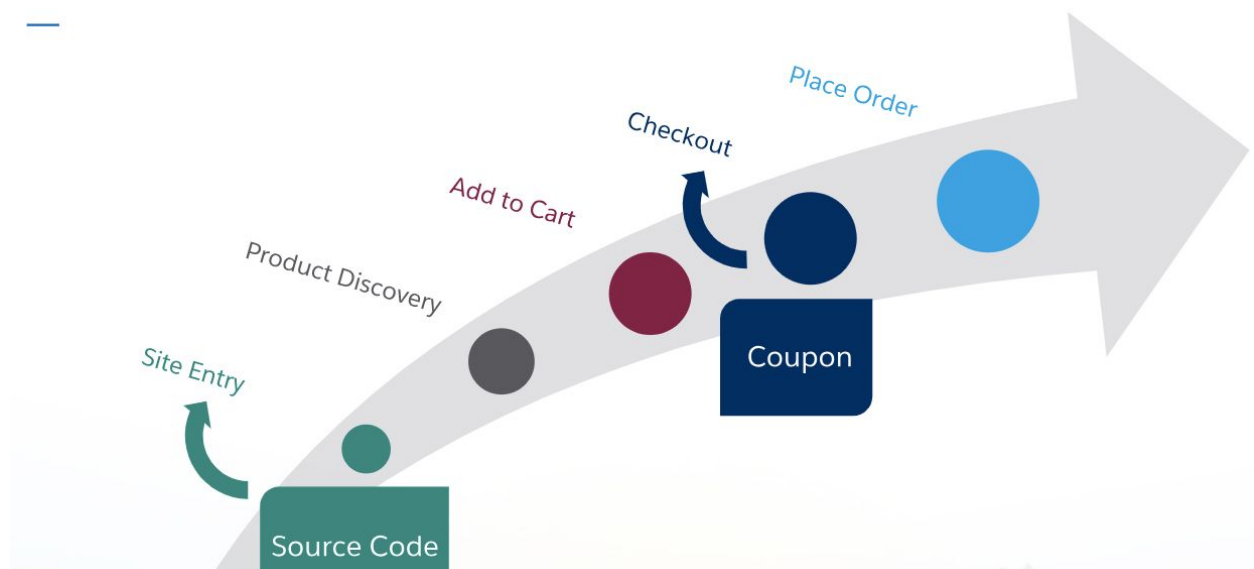 Place Order
Checkout
Add to Cart
Product Discovery
Coupon
Site Entry
Source Code